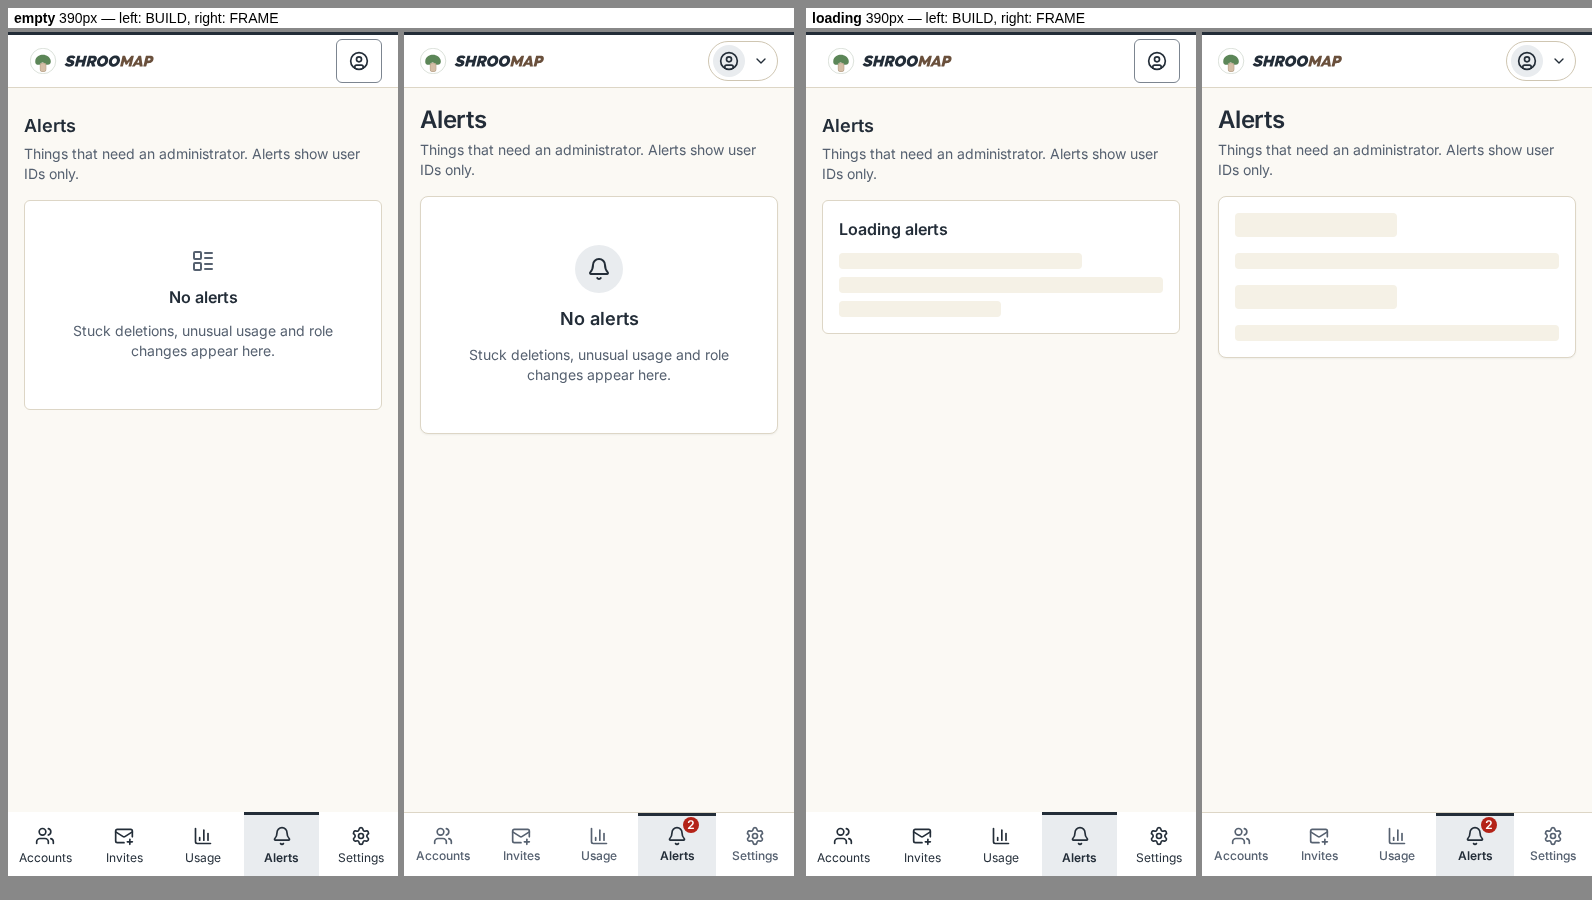 empty 390px — left: BUILD, right: FRAME
SHROOMAP
Alerts
Things that need an administrator. Alerts show user
IDs only.
No alerts
Stuck deletions, unusual usage and role
changes appear here.
Accounts Invites Usage Alerts Settings
SHROOMAP
Alerts
Things that need an administrator. Alerts show user
IDs only.
No alerts
Stuck deletions, unusual usage and role
changes appear here.
2
Accounts Invites Usage Alerts Settings
loading 390px — left: BUILD, right: FRAME
SHROOMAP
Alerts
Things that need an administrator. Alerts show user
IDs only.
Loading alerts
Accounts Invites Usage Alerts Settings
SHROOMAP
Alerts
Things that need an administrator. Alerts show user
IDs only.
2
Accounts Invites Usage Alerts Settings